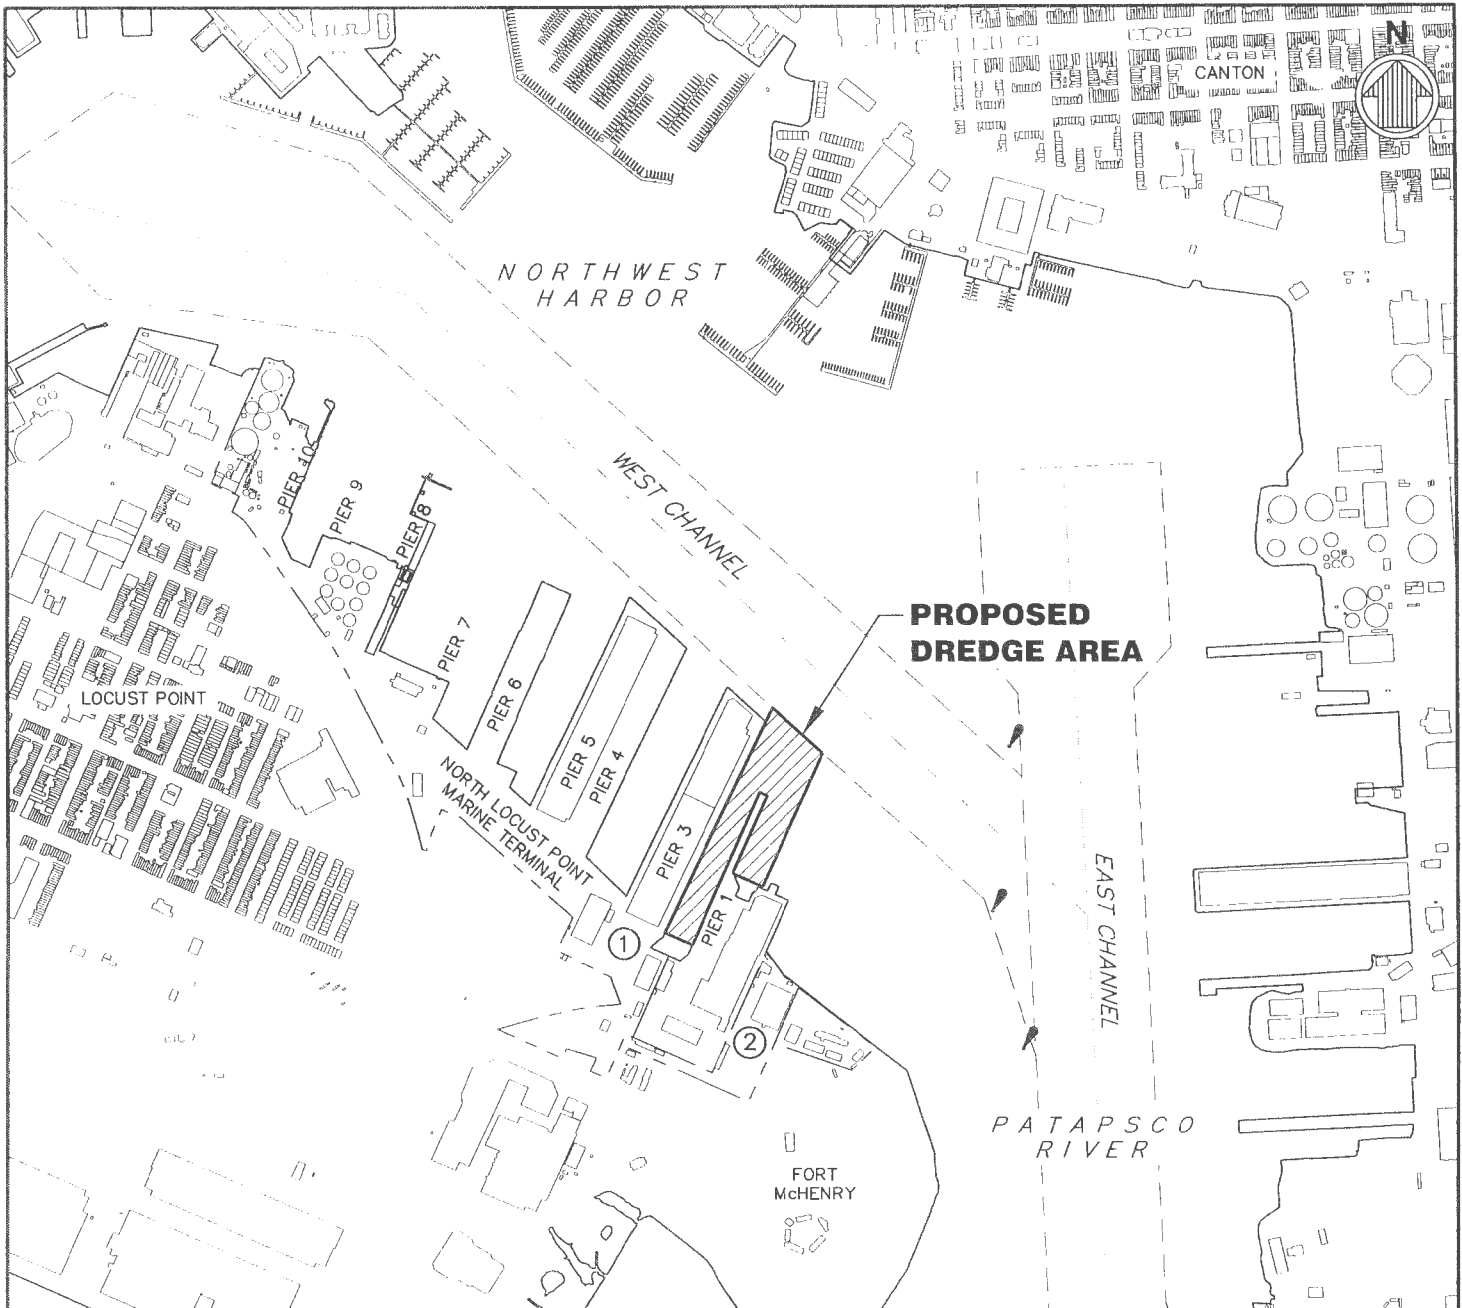 N
CANTON
NORTHWEST
HARBOR
WEST CHANNEL
PIER 10
PIER 9
PIER 8
PIER 7
PROPOSED
DREDGE AREA
LOCUST POINT
PIER 6
PIER 5
PIER 4
NORTH LOCUST POINT
MARINE TERMINAL
PIER 3
PIER 1
EAST CHANNEL
1
2
PATAPSCO
RIVER
FORT
McHENRY